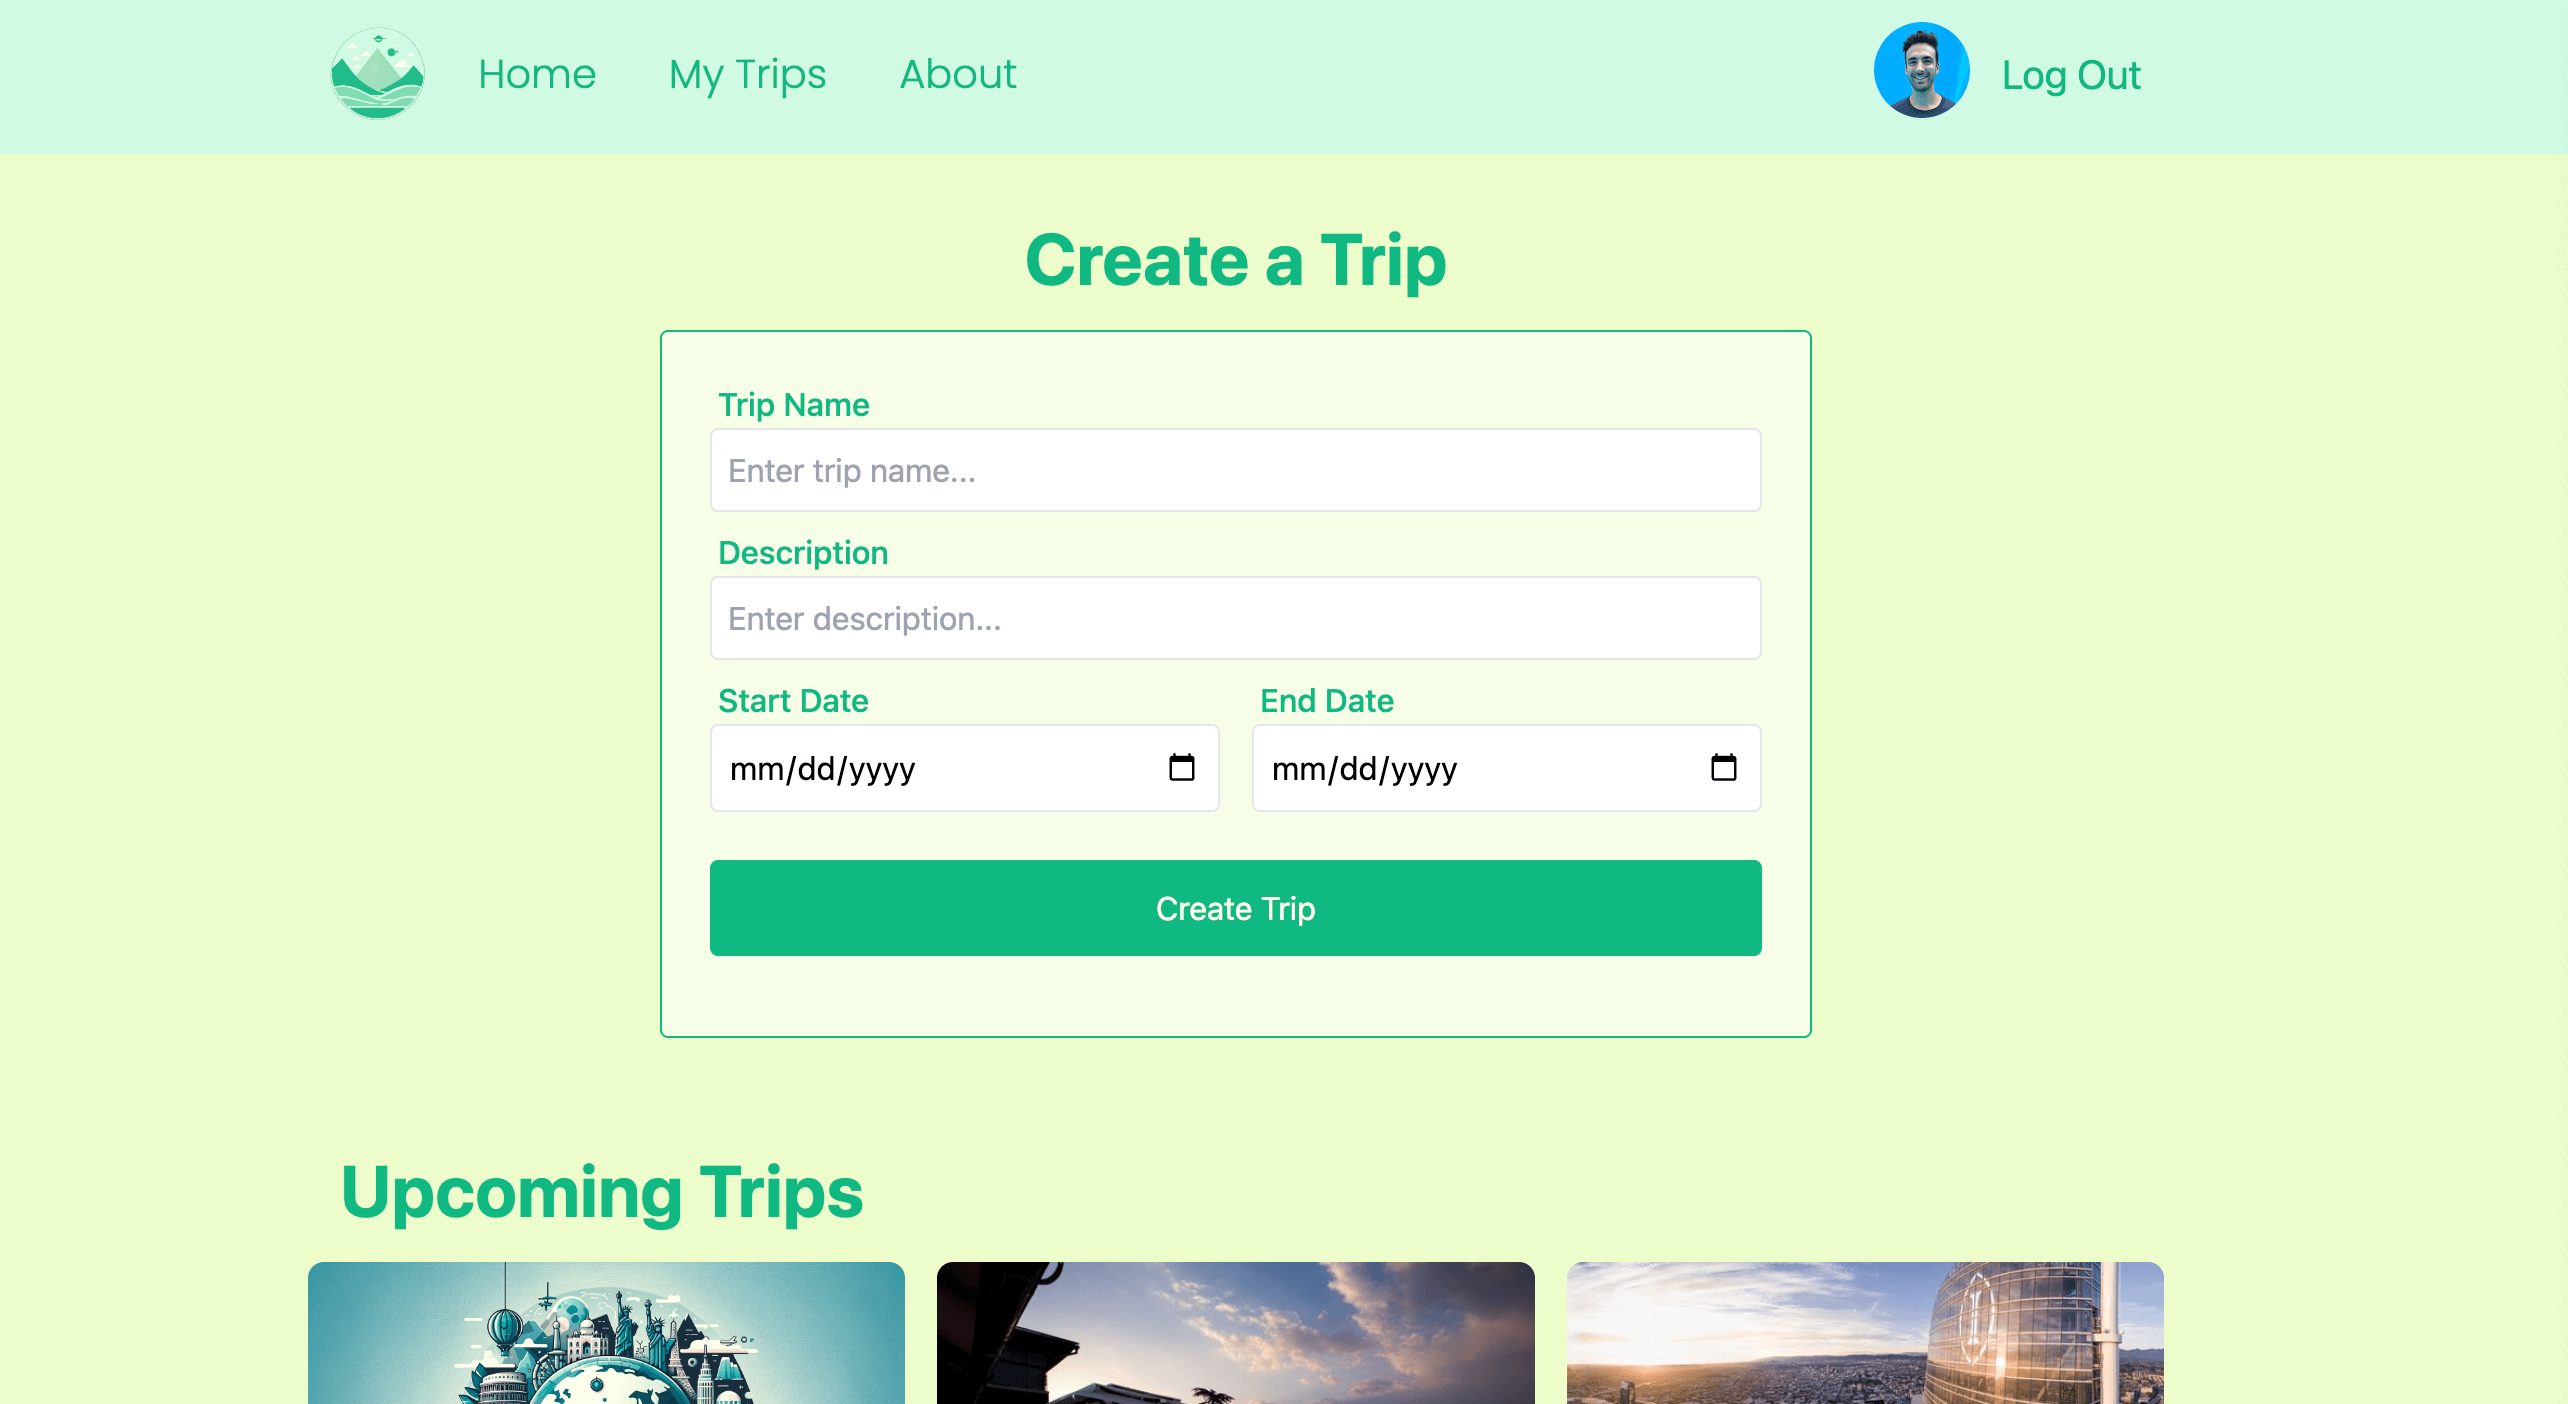 Home My Trips About Log Out
Create a Trip
Trip Name
Enter trip name...
Description
Enter description...
Start Date End Date
mm/dd/yyyy mm/dd/yyyy
Create Trip
Upcoming Trips